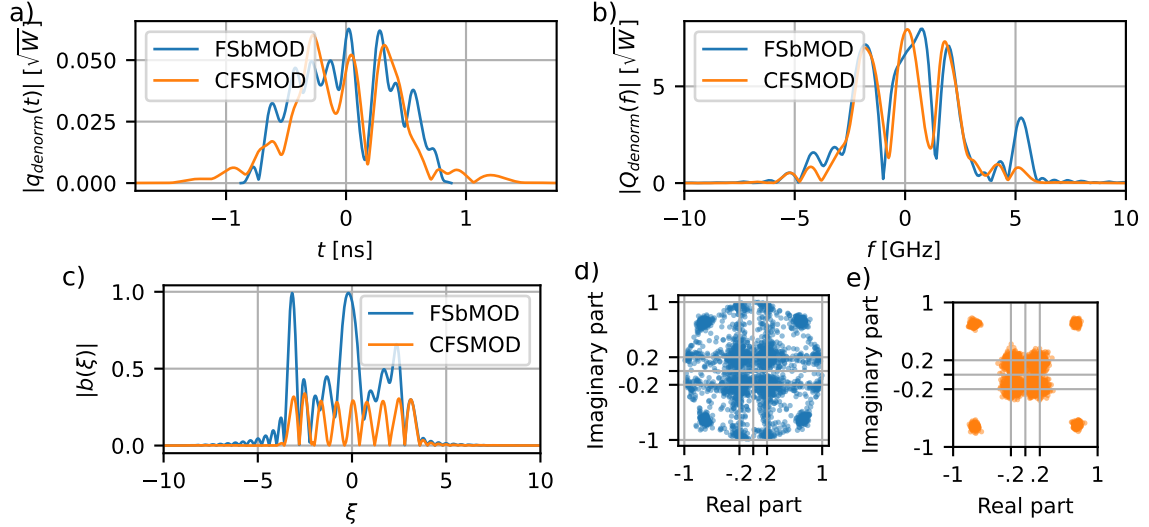 a)
|q_denorm(t)| [√W]
0.050
0.025
0.000
FSbMOD
CFSMOD
−1
0
1
t [ns]
b)
|Q_denorm(f)| [√W]
5
0
FSbMOD
CFSMOD
−10
−5
0
5
10
f [GHz]
c)
|b(ξ)|
1.0
0.5
0.0
FSbMOD
CFSMOD
−10
−5
0
5
10
ξ
d)
Imaginary part
1
0.2
-0.2
-1
-1
-.2
.2
1
Real part
e)
Imaginary part
1
0.2
-0.2
-1
-1
-.2
.2
1
Real part